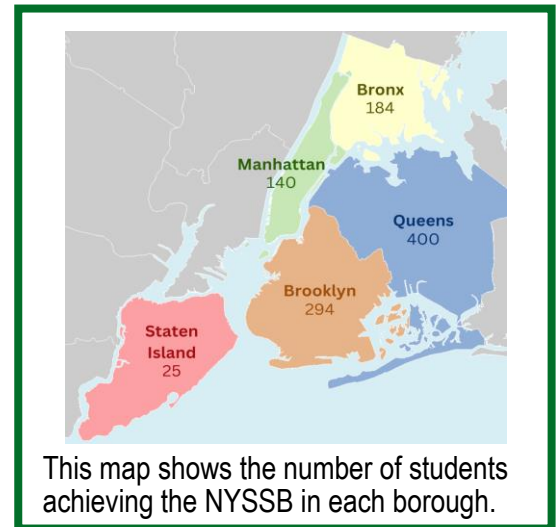 Bronx
184
Manhattan
140
Queens
400
Brooklyn
294
Staten
Island
25
This map shows the number of students
achieving the NYSSB in each borough.